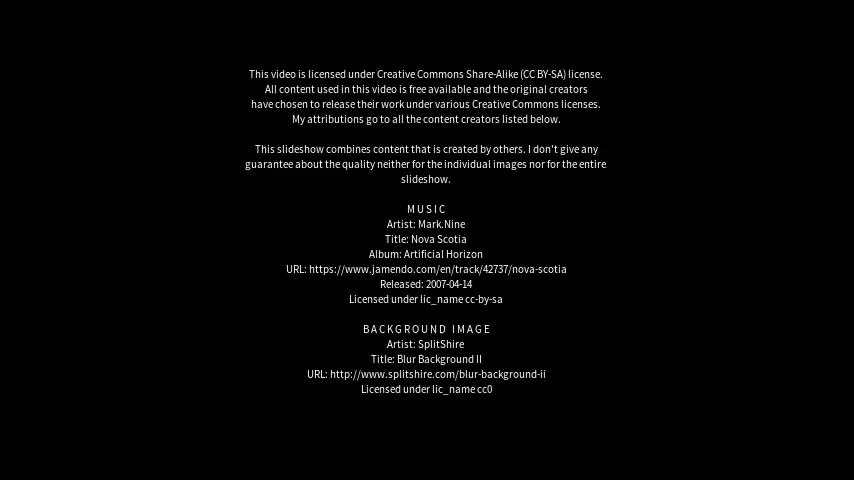 This video is licensed under Creative Commons Share-Alike (CC BY-SA) license.
All content used in this video is free available and the original creators
have chosen to release their work under various Creative Commons licenses.
My attributions go to all the content creators listed below.
This slideshow combines content that is created by others. I don't give any
guarantee about the quality neither for the individual images nor for the entire
slideshow.
MUSIC
Artist: Mark.Nine
Title: Nova Scotia
Album: Artificial Horizon
URL: https://www.jamendo.com/en/track/42737/nova-scotia
Released: 2007-04-14
Licensed under lic_name cc-by-sa
BACKGROUND IMAGE
Artist: SplitShire
Title: Blur Background II
URL: http://www.splitshire.com/blur-background-ii
Licensed under lic_name cc0